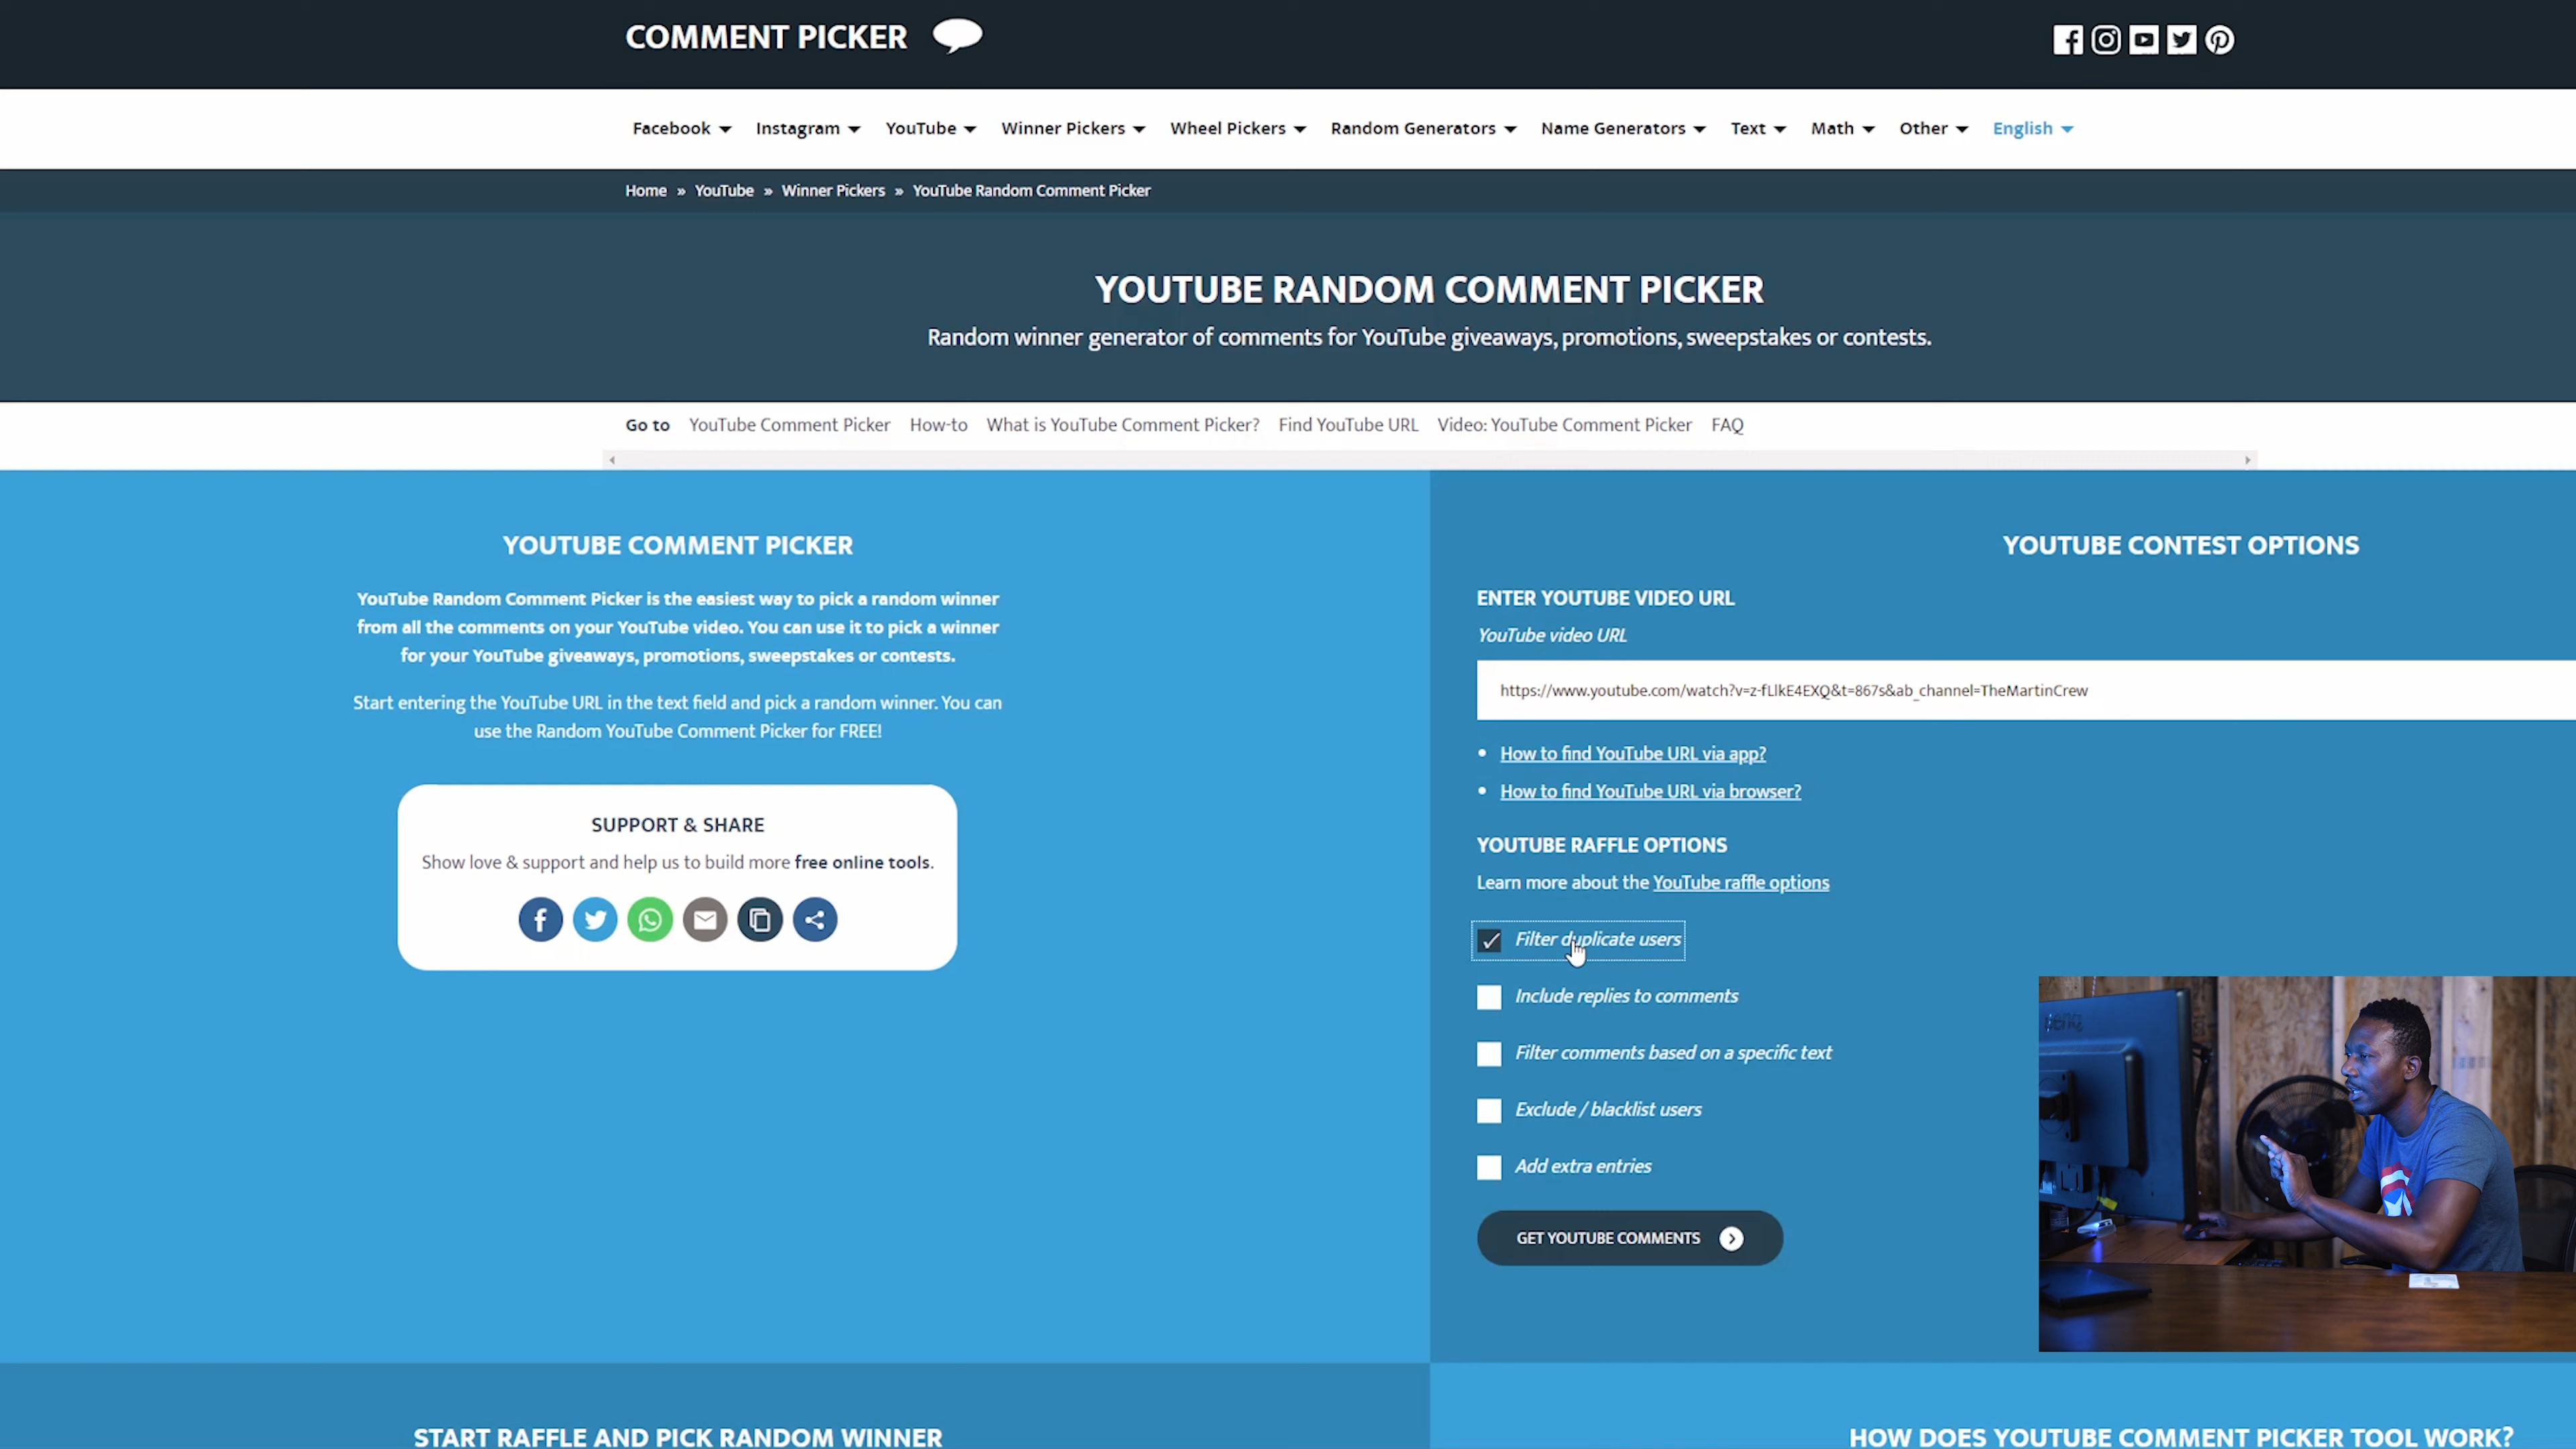 COMMENT PICKER
Facebook Instagram YouTube Winner Pickers Wheel Pickers Random Generators Name Generators Text Math Other English
Home » YouTube » Winner Pickers » YouTube Random Comment Picker
YOUTUBE RANDOM COMMENT PICKER
Random winner generator of comments for YouTube giveaways, promotions, sweepstakes or contests.
Go to YouTube Comment Picker How-to What is YouTube Comment Picker? Find YouTube URL Video: YouTube Comment Picker FAQ
YOUTUBE COMMENT PICKER
YouTube Random Comment Picker is the easiest way to pick a random winner
from all the comments on your YouTube video. You can use it to pick a winner
for your YouTube giveaways, promotions, sweepstakes or contests.
Start entering the YouTube URL in the text field and pick a random winner. You can
use the Random YouTube Comment Picker for FREE!
SUPPORT & SHARE
Show love & support and help us to build more free online tools.
YOUTUBE CONTEST OPTIONS
ENTER YOUTUBE VIDEO URL
YouTube video URL
https://www.youtube.com/watch?v=z-fLlkE4EXQ&t=867s&ab_channel=TheMartinCrew
• How to find YouTube URL via app?
• How to find YouTube URL via browser?
YOUTUBE RAFFLE OPTIONS
Learn more about the YouTube raffle options
Filter duplicate users
Include replies to comments
Filter comments based on a specific text
Exclude / blacklist users
Add extra entries
GET YOUTUBE COMMENTS
START RAFFLE AND PICK RANDOM WINNER
HOW DOES YOUTUBE COMMENT PICKER TOOL WORK?